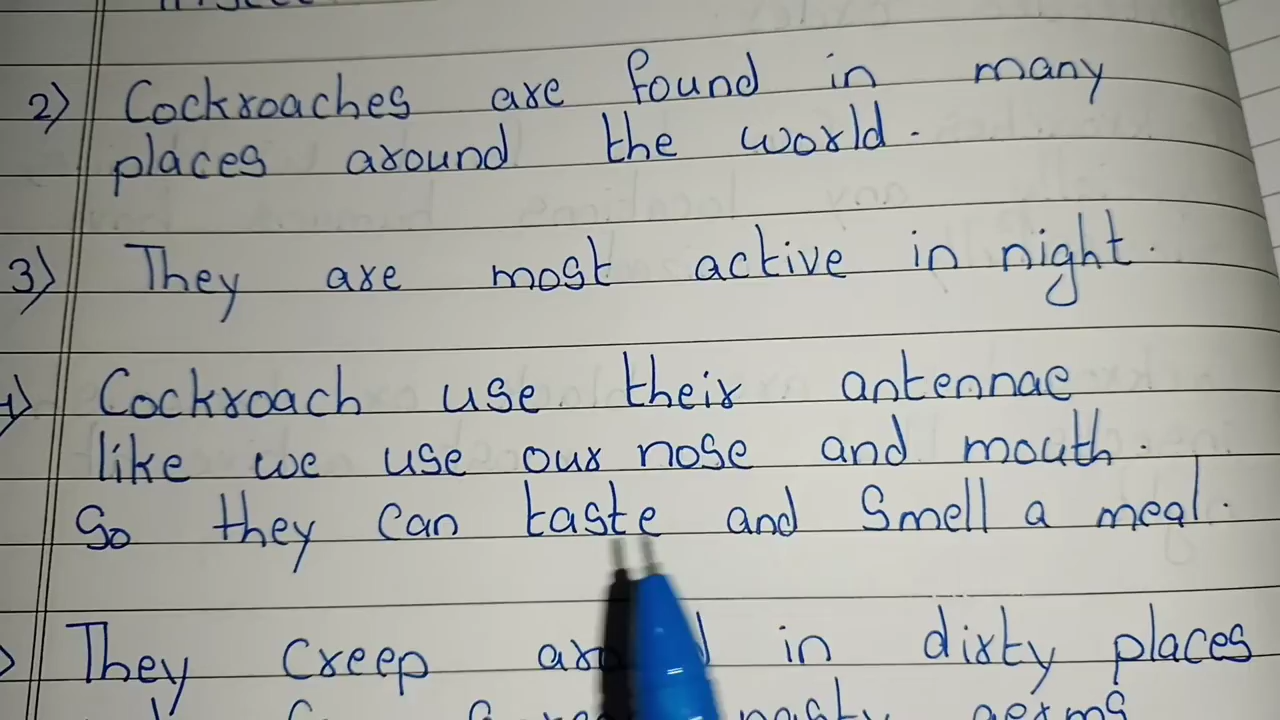 2) Cockroaches are found in many
places around the world.
3) They are most active in night.
Cockroach use their antennae
like we use our nose and mouth.
So they can taste and smell a meal.
They creep in dirty places
nasty germs